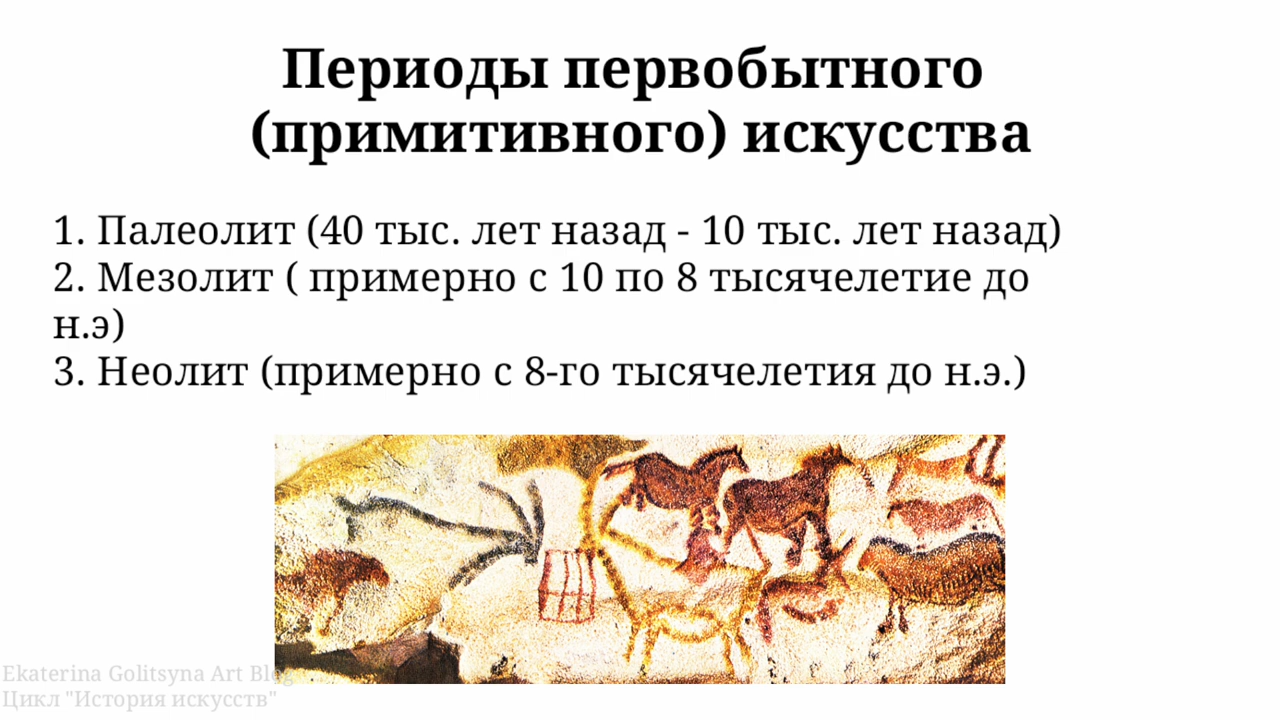 Периоды первобытного
(примитивного) искусства
1. Палеолит (40 тыс. лет назад - 10 тыс. лет назад)
2. Мезолит ( примерно с 10 по 8 тысячелетие до
н.э)
3. Неолит (примерно с 8-го тысячелетия до н.э.)
Ekaterina Golitsyna Art Blog
Цикл "История искусств"